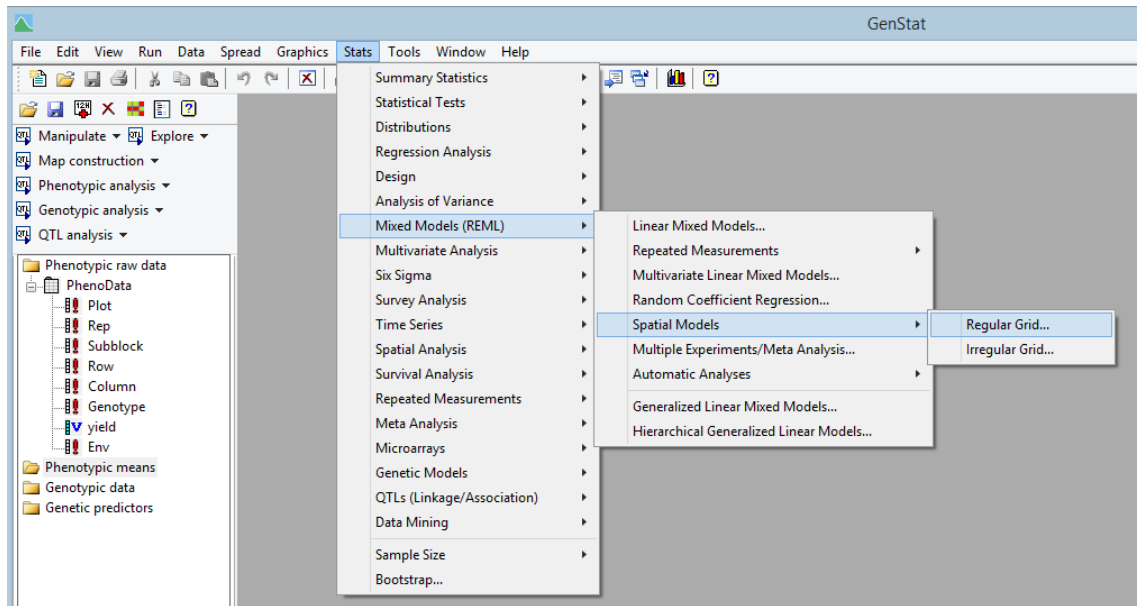 GenStat
File Edit View Run Data Spread Graphics Stats Tools Window Help
Manipulate Explore
Map construction
Phenotypic analysis
Genotypic analysis
QTL analysis
Phenotypic raw data
PhenoData
Plot
Rep
Subblock
Row
Column
Genotype
yield
Env
Phenotypic means
Genotypic data
Genetic predictors
Summary Statistics
Statistical Tests
Distributions
Regression Analysis
Design
Analysis of Variance
Mixed Models (REML)
Multivariate Analysis
Six Sigma
Survey Analysis
Time Series
Spatial Analysis
Survival Analysis
Repeated Measurements
Meta Analysis
Microarrays
Genetic Models
QTLs (Linkage/Association)
Data Mining
Sample Size
Bootstrap...
Linear Mixed Models...
Repeated Measurements
Multivariate Linear Mixed Models...
Random Coefficient Regression...
Spatial Models
Multiple Experiments/Meta Analysis...
Automatic Analyses
Generalized Linear Mixed Models...
Hierarchical Generalized Linear Models...
Regular Grid...
Irregular Grid...